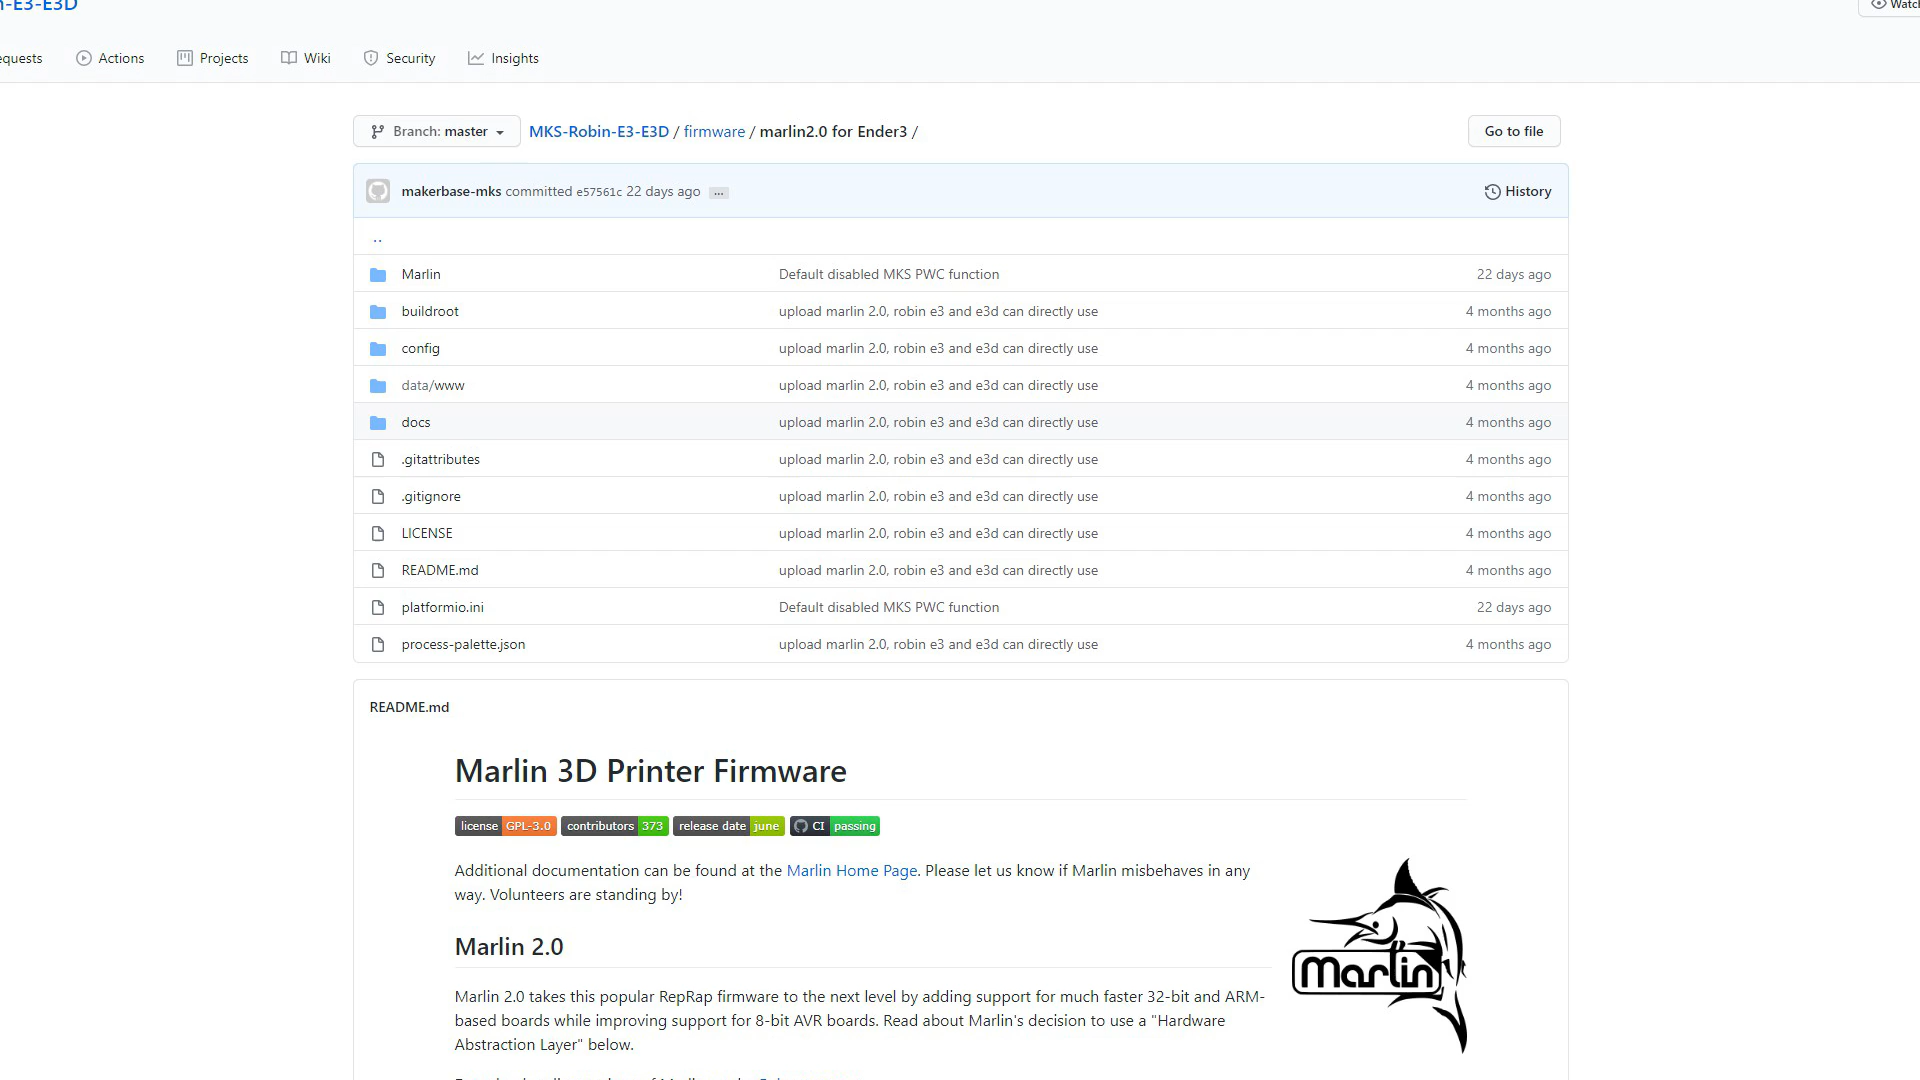 -E3-E3D
Watch
equests Actions Projects Wiki Security Insights
Branch: master MKS-Robin-E3-E3D / firmware / marlin2.0 for Ender3 / Go to file
makerbase-mks committed e57561c 22 days ago ... History
..
Marlin Default disabled MKS PWC function 22 days ago
buildroot upload marlin 2.0, robin e3 and e3d can directly use 4 months ago
config upload marlin 2.0, robin e3 and e3d can directly use 4 months ago
data/www upload marlin 2.0, robin e3 and e3d can directly use 4 months ago
docs upload marlin 2.0, robin e3 and e3d can directly use 4 months ago
.gitattributes upload marlin 2.0, robin e3 and e3d can directly use 4 months ago
.gitignore upload marlin 2.0, robin e3 and e3d can directly use 4 months ago
LICENSE upload marlin 2.0, robin e3 and e3d can directly use 4 months ago
README.md upload marlin 2.0, robin e3 and e3d can directly use 4 months ago
platformio.ini Default disabled MKS PWC function 22 days ago
process-palette.json upload marlin 2.0, robin e3 and e3d can directly use 4 months ago
README.md
Marlin 3D Printer Firmware
license GPL-3.0 contributors 373 release date june CI passing
Additional documentation can be found at the Marlin Home Page. Please let us know if Marlin misbehaves in any
way. Volunteers are standing by!
Marlin
Marlin 2.0
Marlin 2.0 takes this popular RepRap firmware to the next level by adding support for much faster 32-bit and ARM-
based boards while improving support for 8-bit AVR boards. Read about Marlin's decision to use a "Hardware
Abstraction Layer" below.